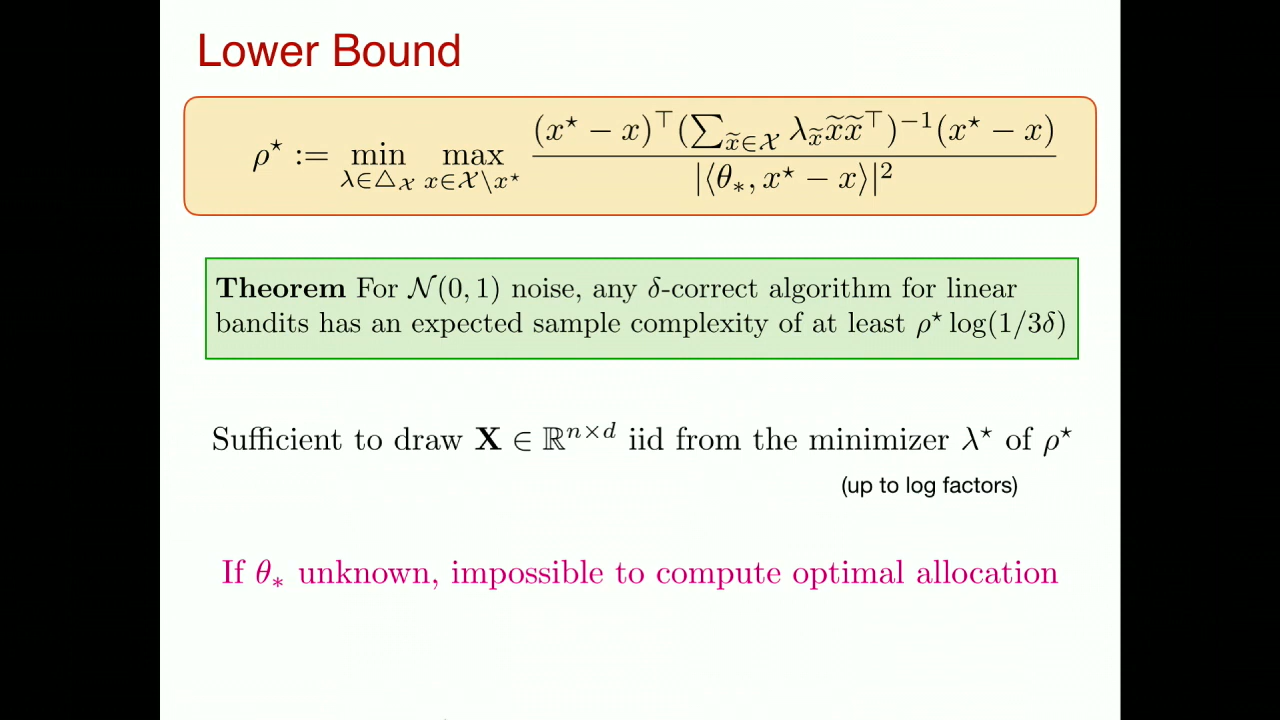 Lower Bound
ρ⋆ := min_{λ∈△_𝒳} max_{x∈𝒳\x⋆} (x⋆ − x)⊤(∑_{x̃∈𝒳} λ_x̃ x̃x̃⊤)⁻¹(x⋆ − x) / |⟨θ∗, x⋆ − x⟩|²
Theorem For 𝒩(0, 1) noise, any δ-correct algorithm for linear
bandits has an expected sample complexity of at least ρ⋆ log(1/3δ)
Sufficient to draw X ∈ ℝⁿˣᵈ iid from the minimizer λ⋆ of ρ⋆
(up to log factors)
If θ∗ unknown, impossible to compute optimal allocation